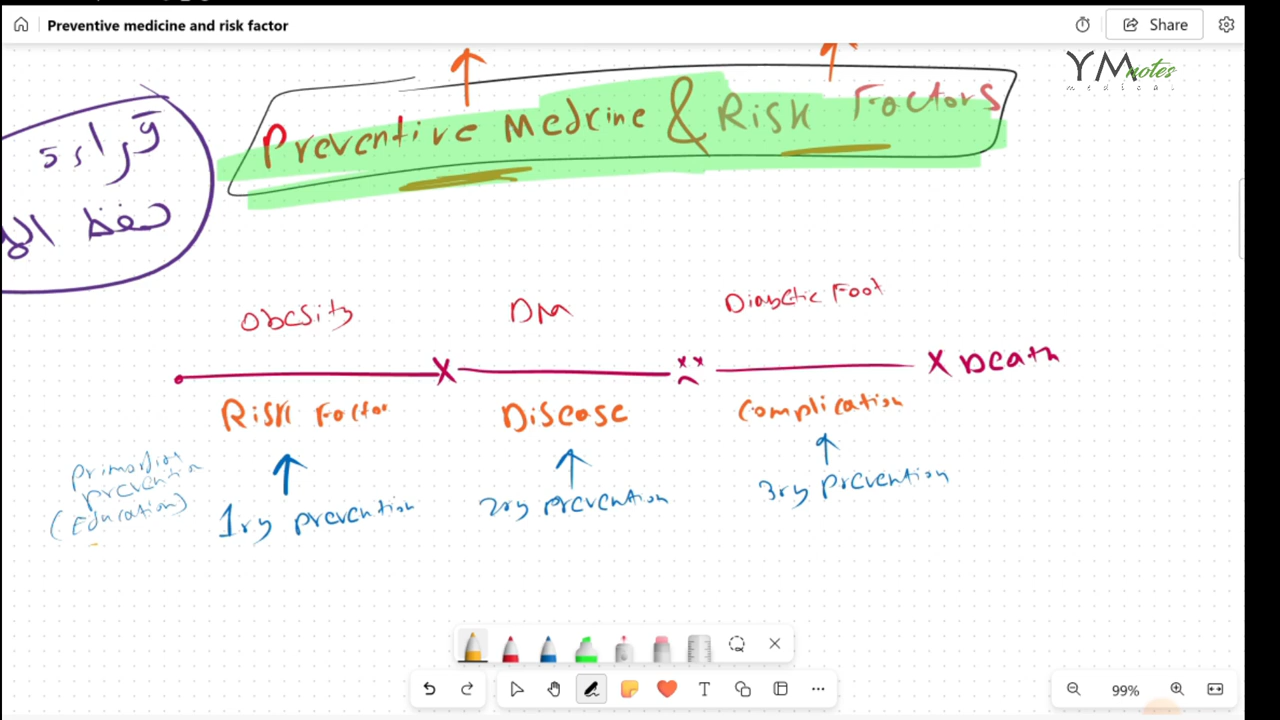 Preventive medicine and risk factor
Share
YM notes
medical
Preventive Medicine & Risk Factors
قراءة
حفظ
Obesity DM Diabetic Foot
x x x x Death
Risk Factor Disease Complication
primordial prevention (Education)
1ry prevention 2ry prevention 3ry prevention
99%